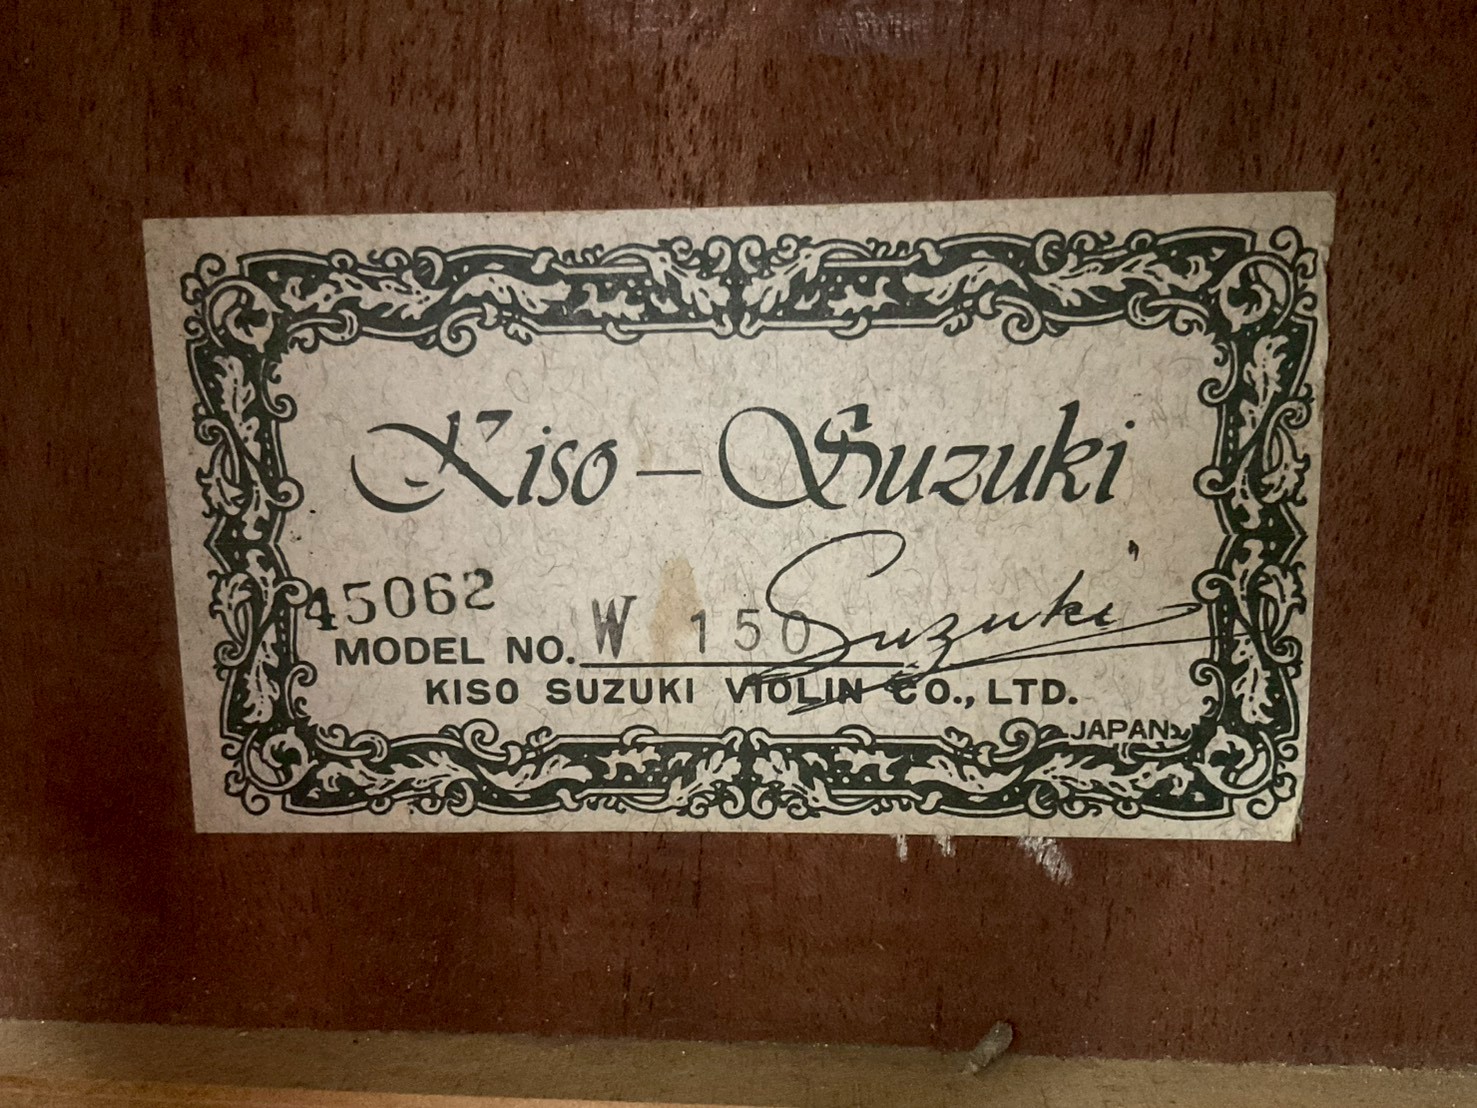 Kiso-Suzuki
45062
MODEL NO. W 150
Suzuki
KISO SUZUKI VIOLIN CO., LTD.
JAPAN